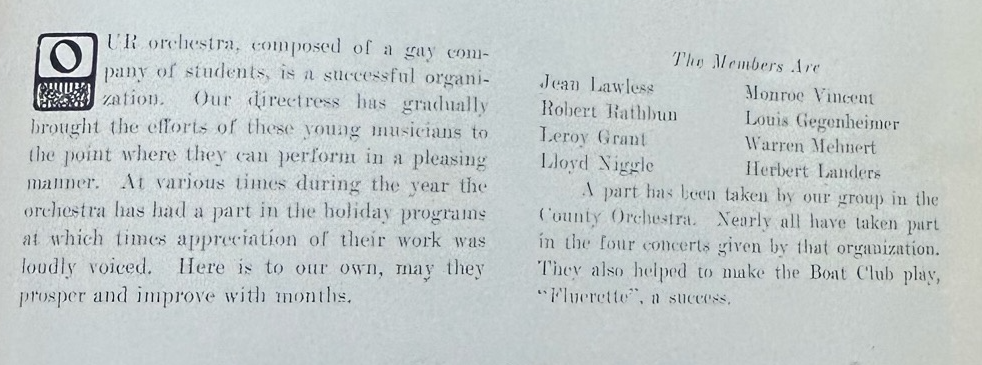 OUR orchestra, composed of a gay com-
pany of students, is a successful organi-
zation. Our directress has gradually
brought the efforts of these young musicians to
the point where they can perform in a pleasing
manner. At various times during the year the
orchestra has had a part in the holiday programs
at which times appreciation of their work was
loudly voiced. Here is to our own, may they
prosper and improve with months.
The Members Are
Jean Lawless
Robert Rathbun
Leroy Grant
Lloyd Niggle
Monroe Vincent
Louis Gegenheimer
Warren Mehnert
Herbert Landers
A part has been taken by our group in the
County Orchestra. Nearly all have taken part
in the four concerts given by that organization.
They also helped to make the Boat Club play,
"Fluerette", a success.